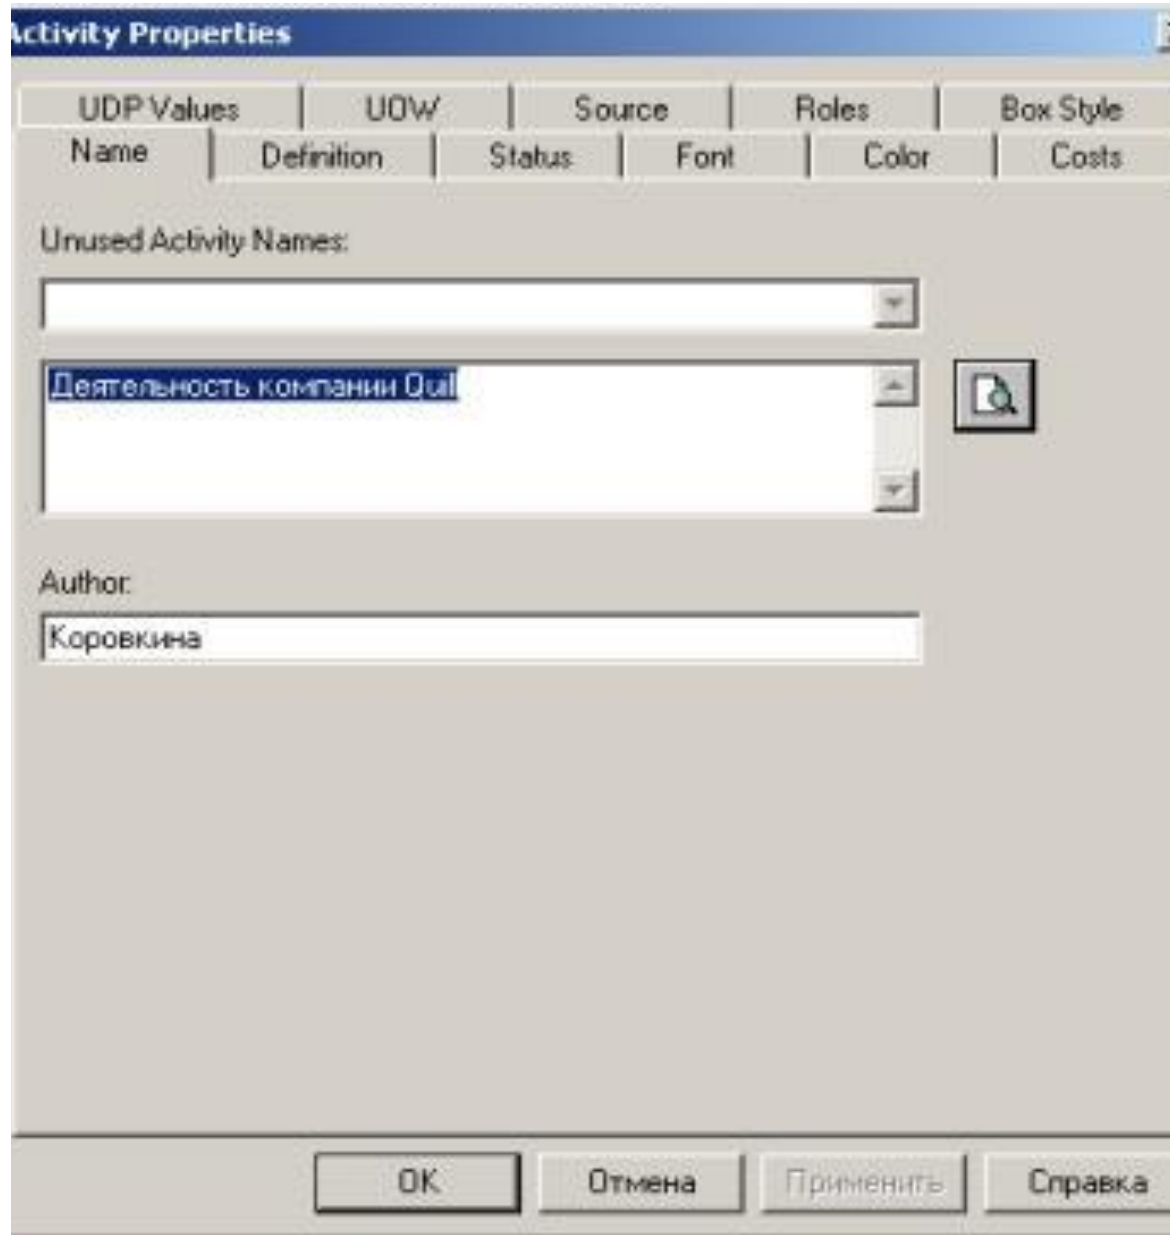 Activity Properties
UDP Values UOW Source Roles Box Style
Name Definition Status Font Color Costs
Unused Activity Names:
Деятельность компании Quil
Author:
Коровкина
OK Отмена Применить Справка